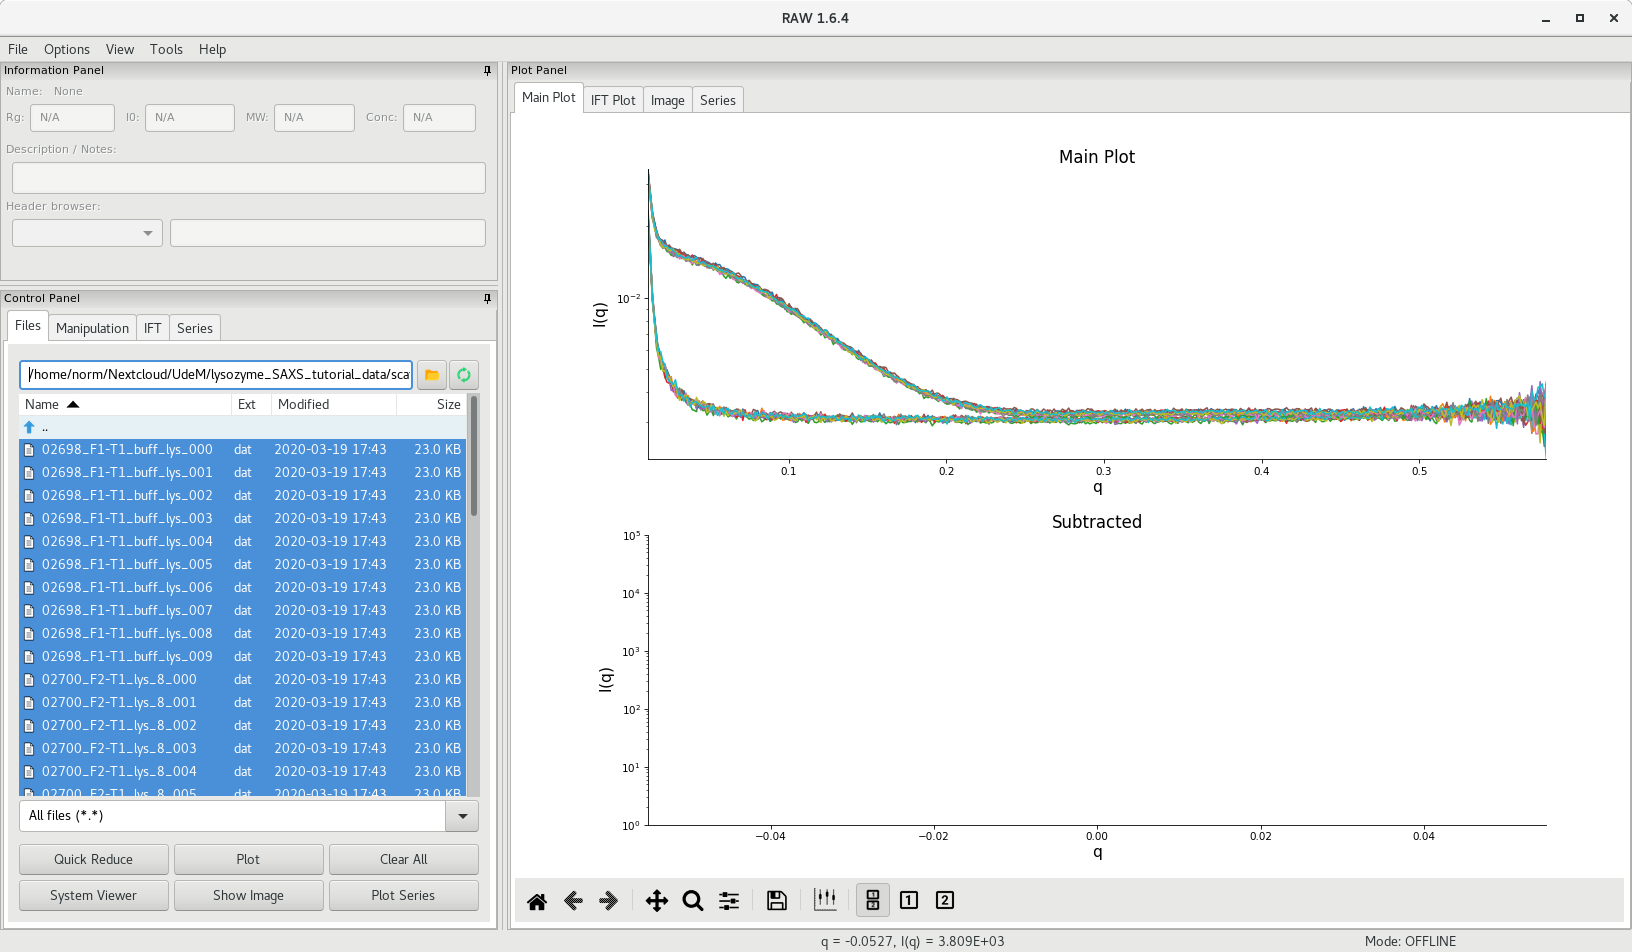 RAW 1.6.4
File Options View Tools Help
Information Panel
Name: None
Rg: N/A I0: N/A MW: N/A Conc: N/A
Description / Notes:
Header browser:
Control Panel
Files Manipulation IFT Series
/home/norm/Nextcloud/UdeM/lysozyme_SAXS_tutorial_data/sca
Name Ext Modified Size
..
02698_F1-T1_buff_lys_000 dat 2020-03-19 17:43 23.0 KB
02698_F1-T1_buff_lys_001 dat 2020-03-19 17:43 23.0 KB
02698_F1-T1_buff_lys_002 dat 2020-03-19 17:43 23.0 KB
02698_F1-T1_buff_lys_003 dat 2020-03-19 17:43 23.0 KB
02698_F1-T1_buff_lys_004 dat 2020-03-19 17:43 23.0 KB
02698_F1-T1_buff_lys_005 dat 2020-03-19 17:43 23.0 KB
02698_F1-T1_buff_lys_006 dat 2020-03-19 17:43 23.0 KB
02698_F1-T1_buff_lys_007 dat 2020-03-19 17:43 23.0 KB
02698_F1-T1_buff_lys_008 dat 2020-03-19 17:43 23.0 KB
02698_F1-T1_buff_lys_009 dat 2020-03-19 17:43 23.0 KB
02700_F2-T1_lys_8_000 dat 2020-03-19 17:43 23.0 KB
02700_F2-T1_lys_8_001 dat 2020-03-19 17:43 23.0 KB
02700_F2-T1_lys_8_002 dat 2020-03-19 17:43 23.0 KB
02700_F2-T1_lys_8_003 dat 2020-03-19 17:43 23.0 KB
02700_F2-T1_lys_8_004 dat 2020-03-19 17:43 23.0 KB
02700_F2-T1_lys_8_005 dat 2020-03-19 17:43 23.0 KB
All files (*.*)
Quick Reduce Plot Clear All
System Viewer Show Image Plot Series
Plot Panel
Main Plot IFT Plot Image Series
Main Plot
I(q)
10⁻²
0.1 0.2 0.3 0.4 0.5
q
Subtracted
I(q)
10⁵
10⁴
10³
10²
10¹
10⁰
−0.04 −0.02 0.00 0.02 0.04
q
1 2 1 2
q = -0.0527, I(q) = 3.809E+03 Mode: OFFLINE